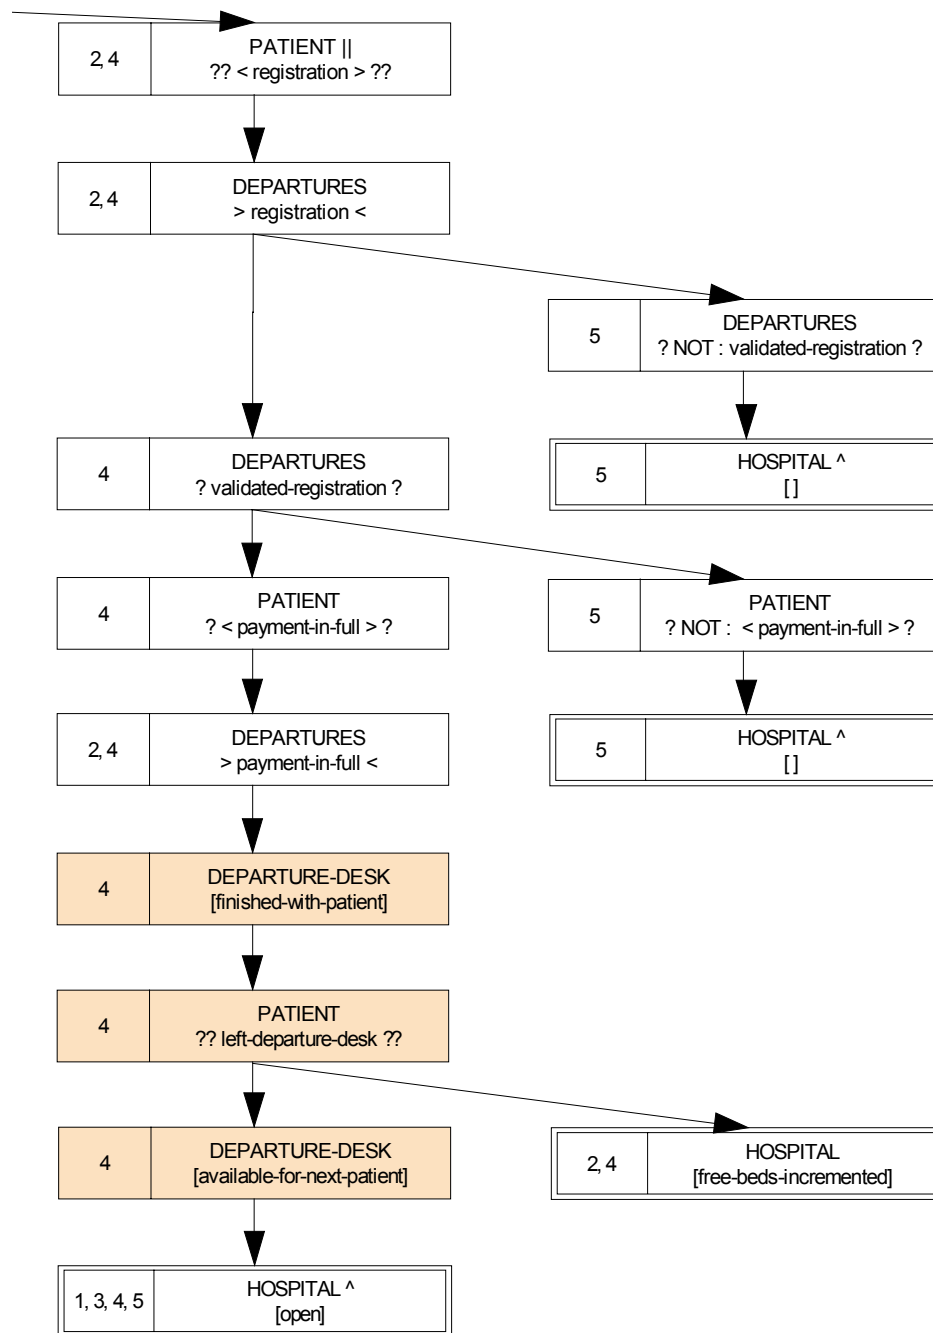 2, 4
PATIENT ||
?? < registration > ??
2, 4
DEPARTURES
> registration <
5
DEPARTURES
? NOT : validated-registration ?
4
DEPARTURES
? validated-registration ?
5
HOSPITAL ^
[ ]
4
PATIENT
? < payment-in-full > ?
5
PATIENT
? NOT :  < payment-in-full > ?
2, 4
DEPARTURES
> payment-in-full <
5
HOSPITAL ^
[ ]
4
DEPARTURE-DESK
[finished-with-patient]
4
PATIENT
?? left-departure-desk ??
4
DEPARTURE-DESK
[available-for-next-patient]
2, 4
HOSPITAL
[free-beds-incremented]
1, 3, 4, 5
HOSPITAL ^
[open]